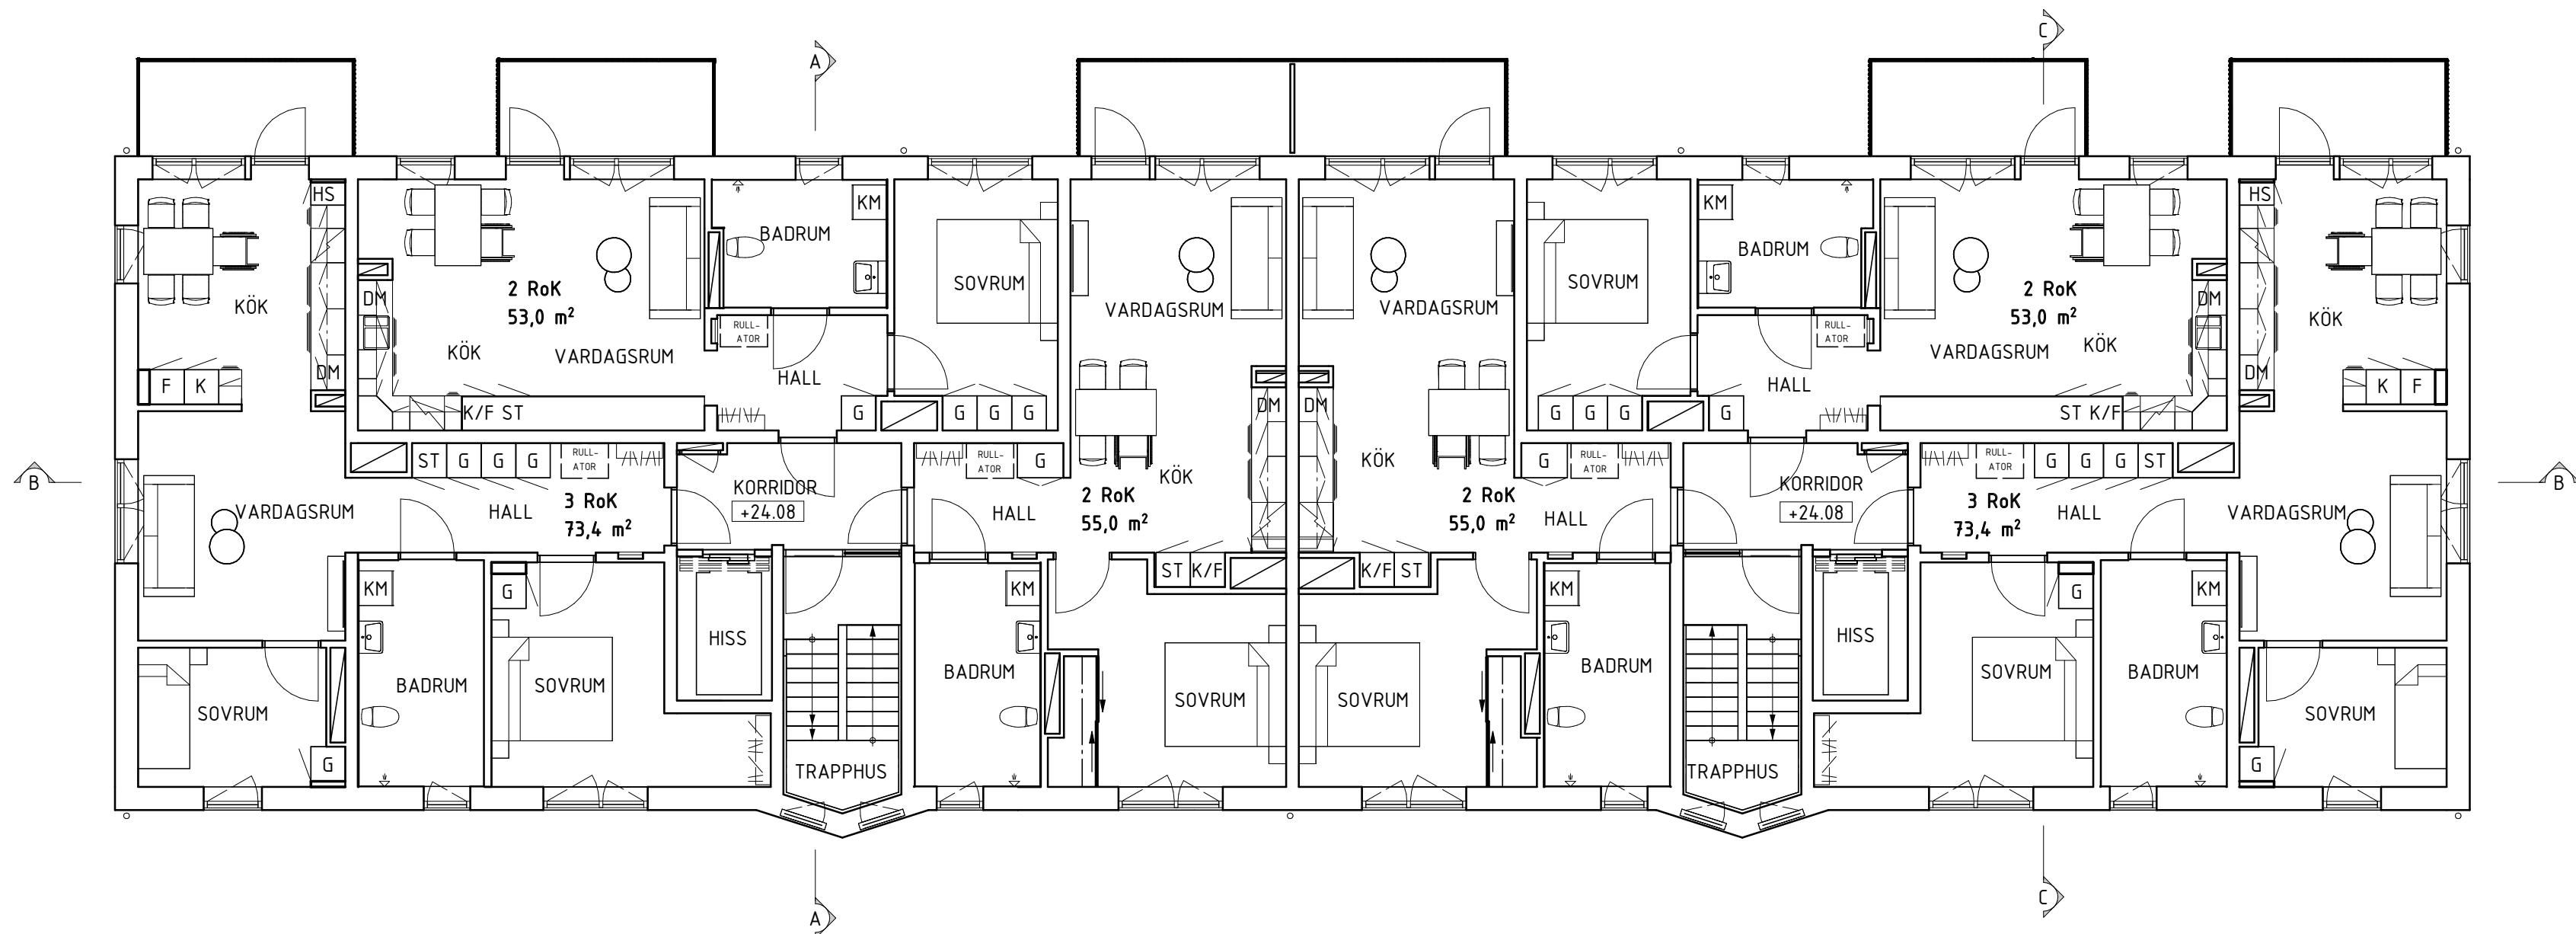 C
A
HS
HS
KM
KM
BADRUM
BADRUM
SOVRUM
SOVRUM
2 RoK
53,0 m²
2 RoK
53,0 m²
DM
DM
KÖK
VARDAGSRUM
VARDAGSRUM
KÖK
RULL-
ATOR
RULL-
ATOR
KÖK
VARDAGSRUM
VARDAGSRUM
KÖK
F K
DM
HALL
HALL
DM
K F
K/F ST
G
G G G
DM
DM
G G G
G
ST K/F
B
ST G G G
RULL-
ATOR
RULL-
ATOR
G
KÖK
KÖK
G
RULL-
ATOR
RULL-
ATOR
G G G ST
B
VARDAGSRUM
HALL
3 RoK
73,4 m²
KORRIDOR
+24.08
HALL
2 RoK
55,0 m²
2 RoK
55,0 m²
HALL
KORRIDOR
+24.08
3 RoK
73,4 m²
HALL
VARDAGSRUM
KM
G
KM
ST K/F
K/F ST
KM
G
KM
HISS
HISS
SOVRUM
BADRUM
SOVRUM
BADRUM
SOVRUM
SOVRUM
BADRUM
SOVRUM
BADRUM
SOVRUM
G
TRAPPHUS
TRAPPHUS
G
A
C